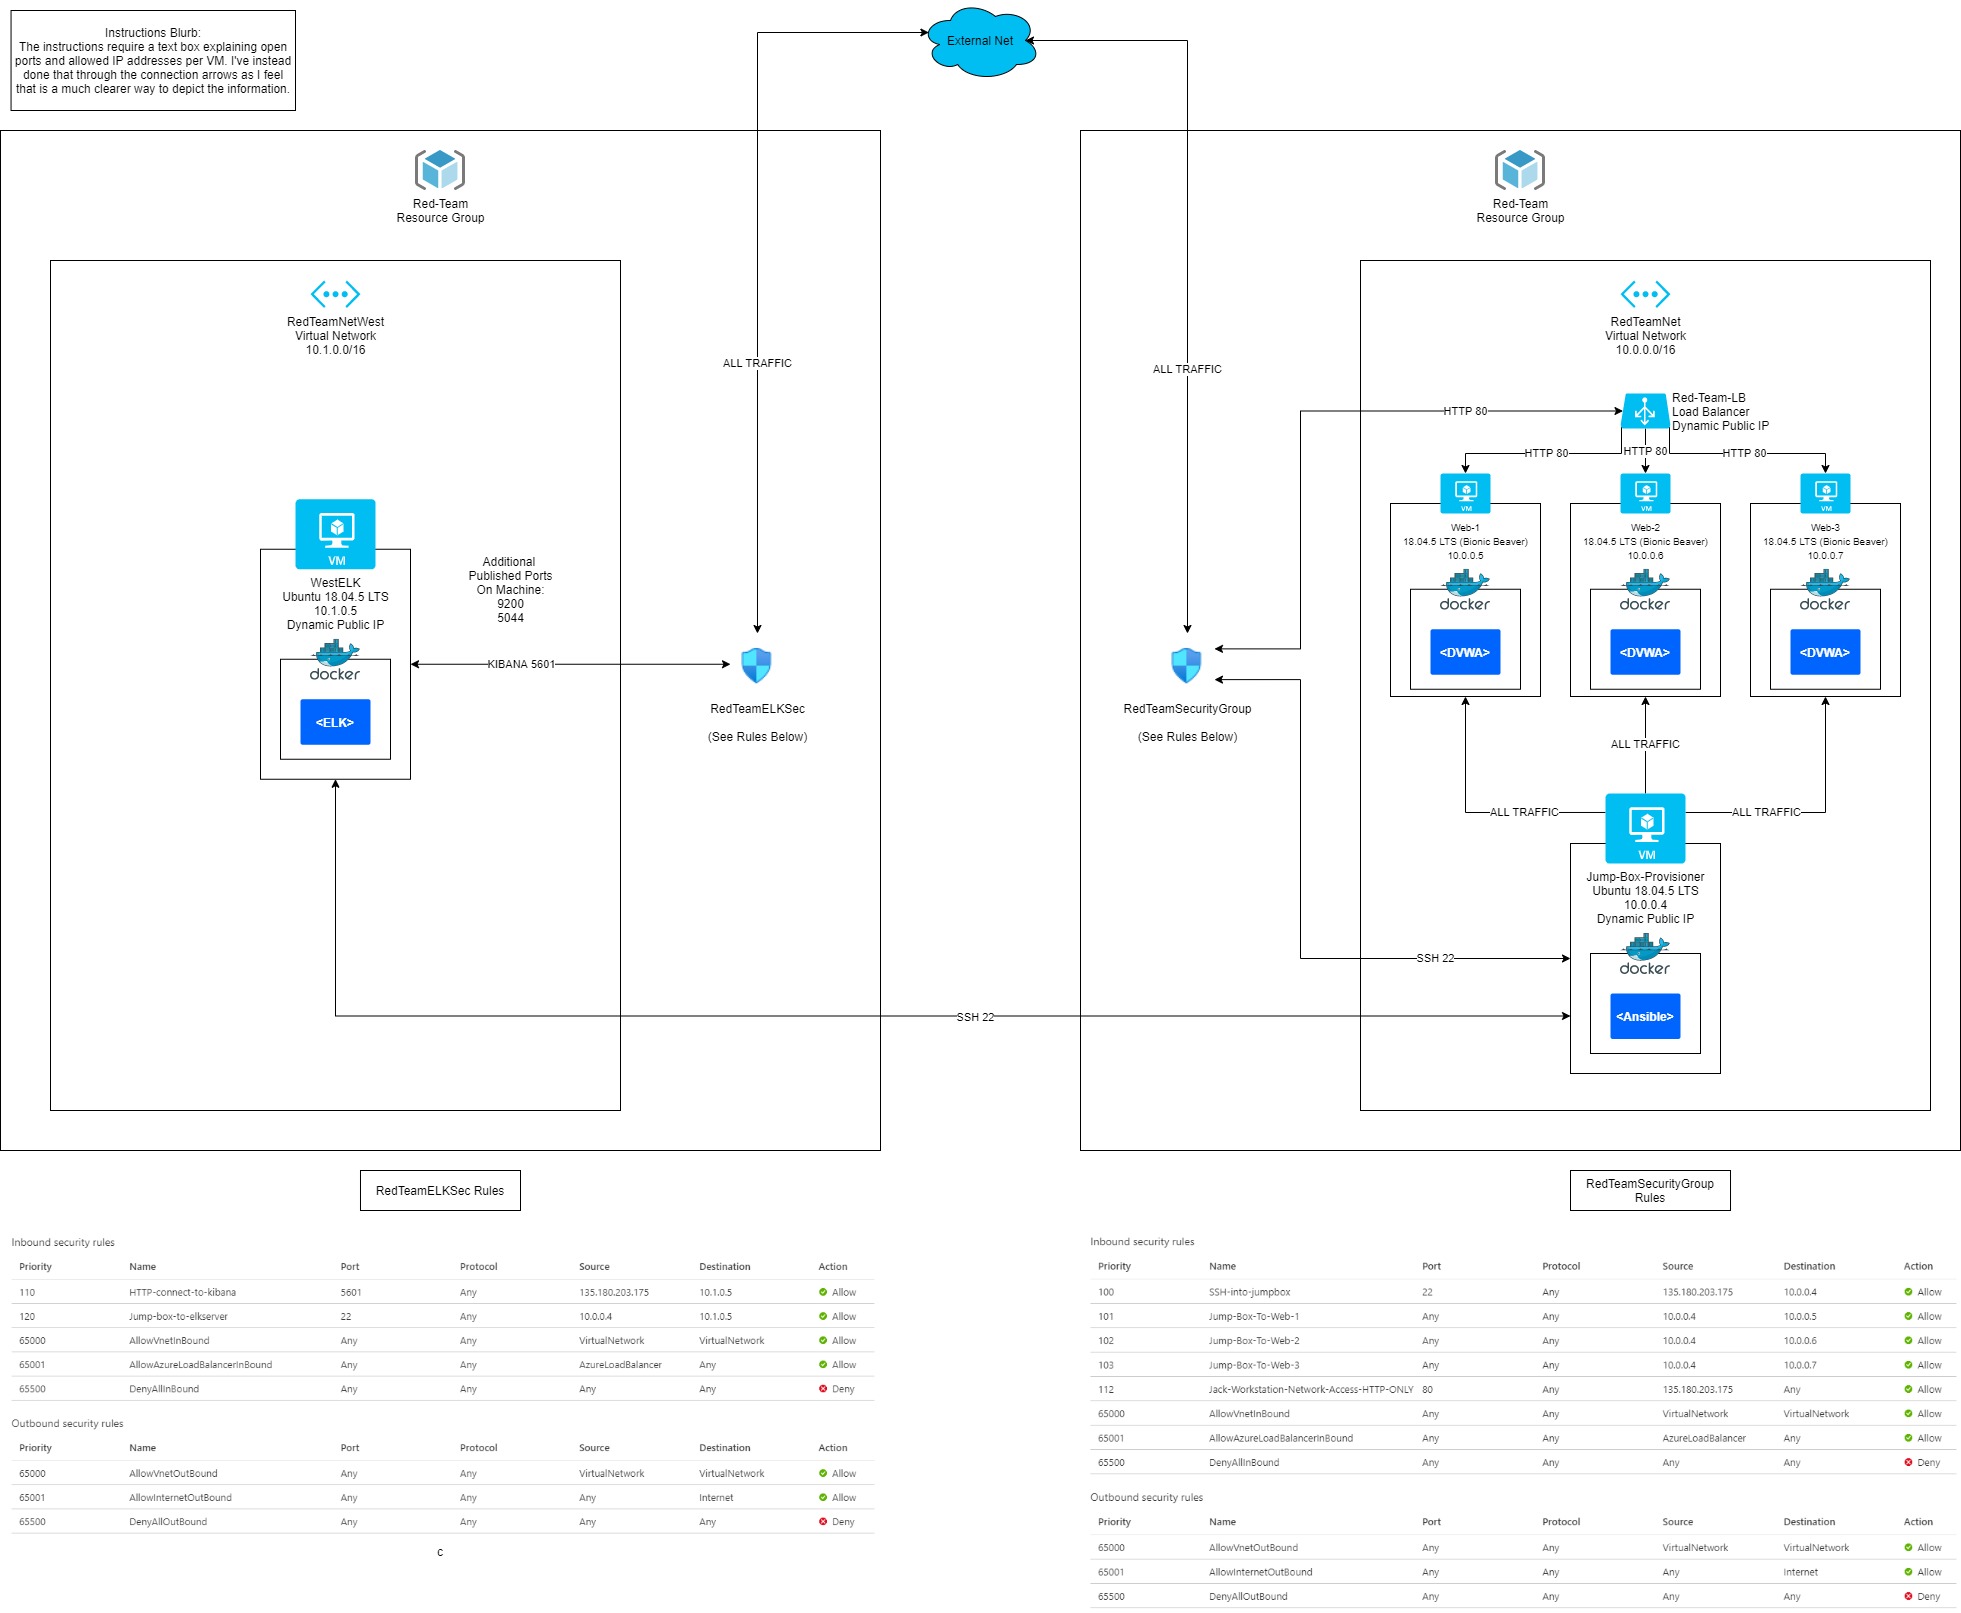 Instructions Blurb:
The instructions require a text box explaining open
ports and allowed IP addresses per VM. I've instead
done that through the connection arrows as I feel
that is a much clearer way to depict the information.
External Net
Red-Team
Resource Group
RedTeamNetWest
Virtual Network
10.1.0.0/16
ALL TRAFFIC
VM
WestELK
Ubuntu 18.04.5 LTS
10.1.0.5
Dynamic Public IP
docker
<ELK>
Additional
Published Ports
On Machine:
9200
5044
KIBANA 5601
RedTeamELKSec
(See Rules Below)
SSH 22
Red-Team
Resource Group
ALL TRAFFIC
RedTeamSecurityGroup
(See Rules Below)
RedTeamNet
Virtual Network
10.0.0.0/16
HTTP 80
Red-Team-LB
Load Balancer
Dynamic Public IP
HTTP 80
HTTP 80
HTTP 80
VM
Web-1
18.04.5 LTS (Bionic Beaver)
10.0.0.5
docker
<DVWA>
VM
Web-2
18.04.5 LTS (Bionic Beaver)
10.0.0.6
docker
<DVWA>
VM
Web-3
18.04.5 LTS (Bionic Beaver)
10.0.0.7
docker
<DVWA>
ALL TRAFFIC
ALL TRAFFIC
ALL TRAFFIC
VM
Jump-Box-Provisioner
Ubuntu 18.04.5 LTS
10.0.0.4
Dynamic Public IP
docker
<Ansible>
SSH 22
RedTeamELKSec Rules
Inbound security rules
Priority Name Port Protocol Source Destination Action
110 HTTP-connect-to-kibana 5601 Any 135.180.203.175 10.1.0.5 Allow
120 Jump-box-to-elkserver 22 Any 10.0.0.4 10.1.0.5 Allow
65000 AllowVnetInBound Any Any VirtualNetwork VirtualNetwork Allow
65001 AllowAzureLoadBalancerInBound Any Any AzureLoadBalancer Any Allow
65500 DenyAllInBound Any Any Any Any Deny
Outbound security rules
Priority Name Port Protocol Source Destination Action
65000 AllowVnetOutBound Any Any VirtualNetwork VirtualNetwork Allow
65001 AllowInternetOutBound Any Any Any Internet Allow
65500 DenyAllOutBound Any Any Any Any Deny
c
RedTeamSecurityGroup
Rules
Inbound security rules
Priority Name Port Protocol Source Destination Action
100 SSH-into-jumpbox 22 Any 135.180.203.175 10.0.0.4 Allow
101 Jump-Box-To-Web-1 Any Any 10.0.0.4 10.0.0.5 Allow
102 Jump-Box-To-Web-2 Any Any 10.0.0.4 10.0.0.6 Allow
103 Jump-Box-To-Web-3 Any Any 10.0.0.4 10.0.0.7 Allow
112 Jack-Workstation-Network-Access-HTTP-ONLY 80 Any 135.180.203.175 Any Allow
65000 AllowVnetInBound Any Any VirtualNetwork VirtualNetwork Allow
65001 AllowAzureLoadBalancerInBound Any Any AzureLoadBalancer Any Allow
65500 DenyAllInBound Any Any Any Any Deny
Outbound security rules
Priority Name Port Protocol Source Destination Action
65000 AllowVnetOutBound Any Any VirtualNetwork VirtualNetwork Allow
65001 AllowInternetOutBound Any Any Any Internet Allow
65500 DenyAllOutBound Any Any Any Any Deny